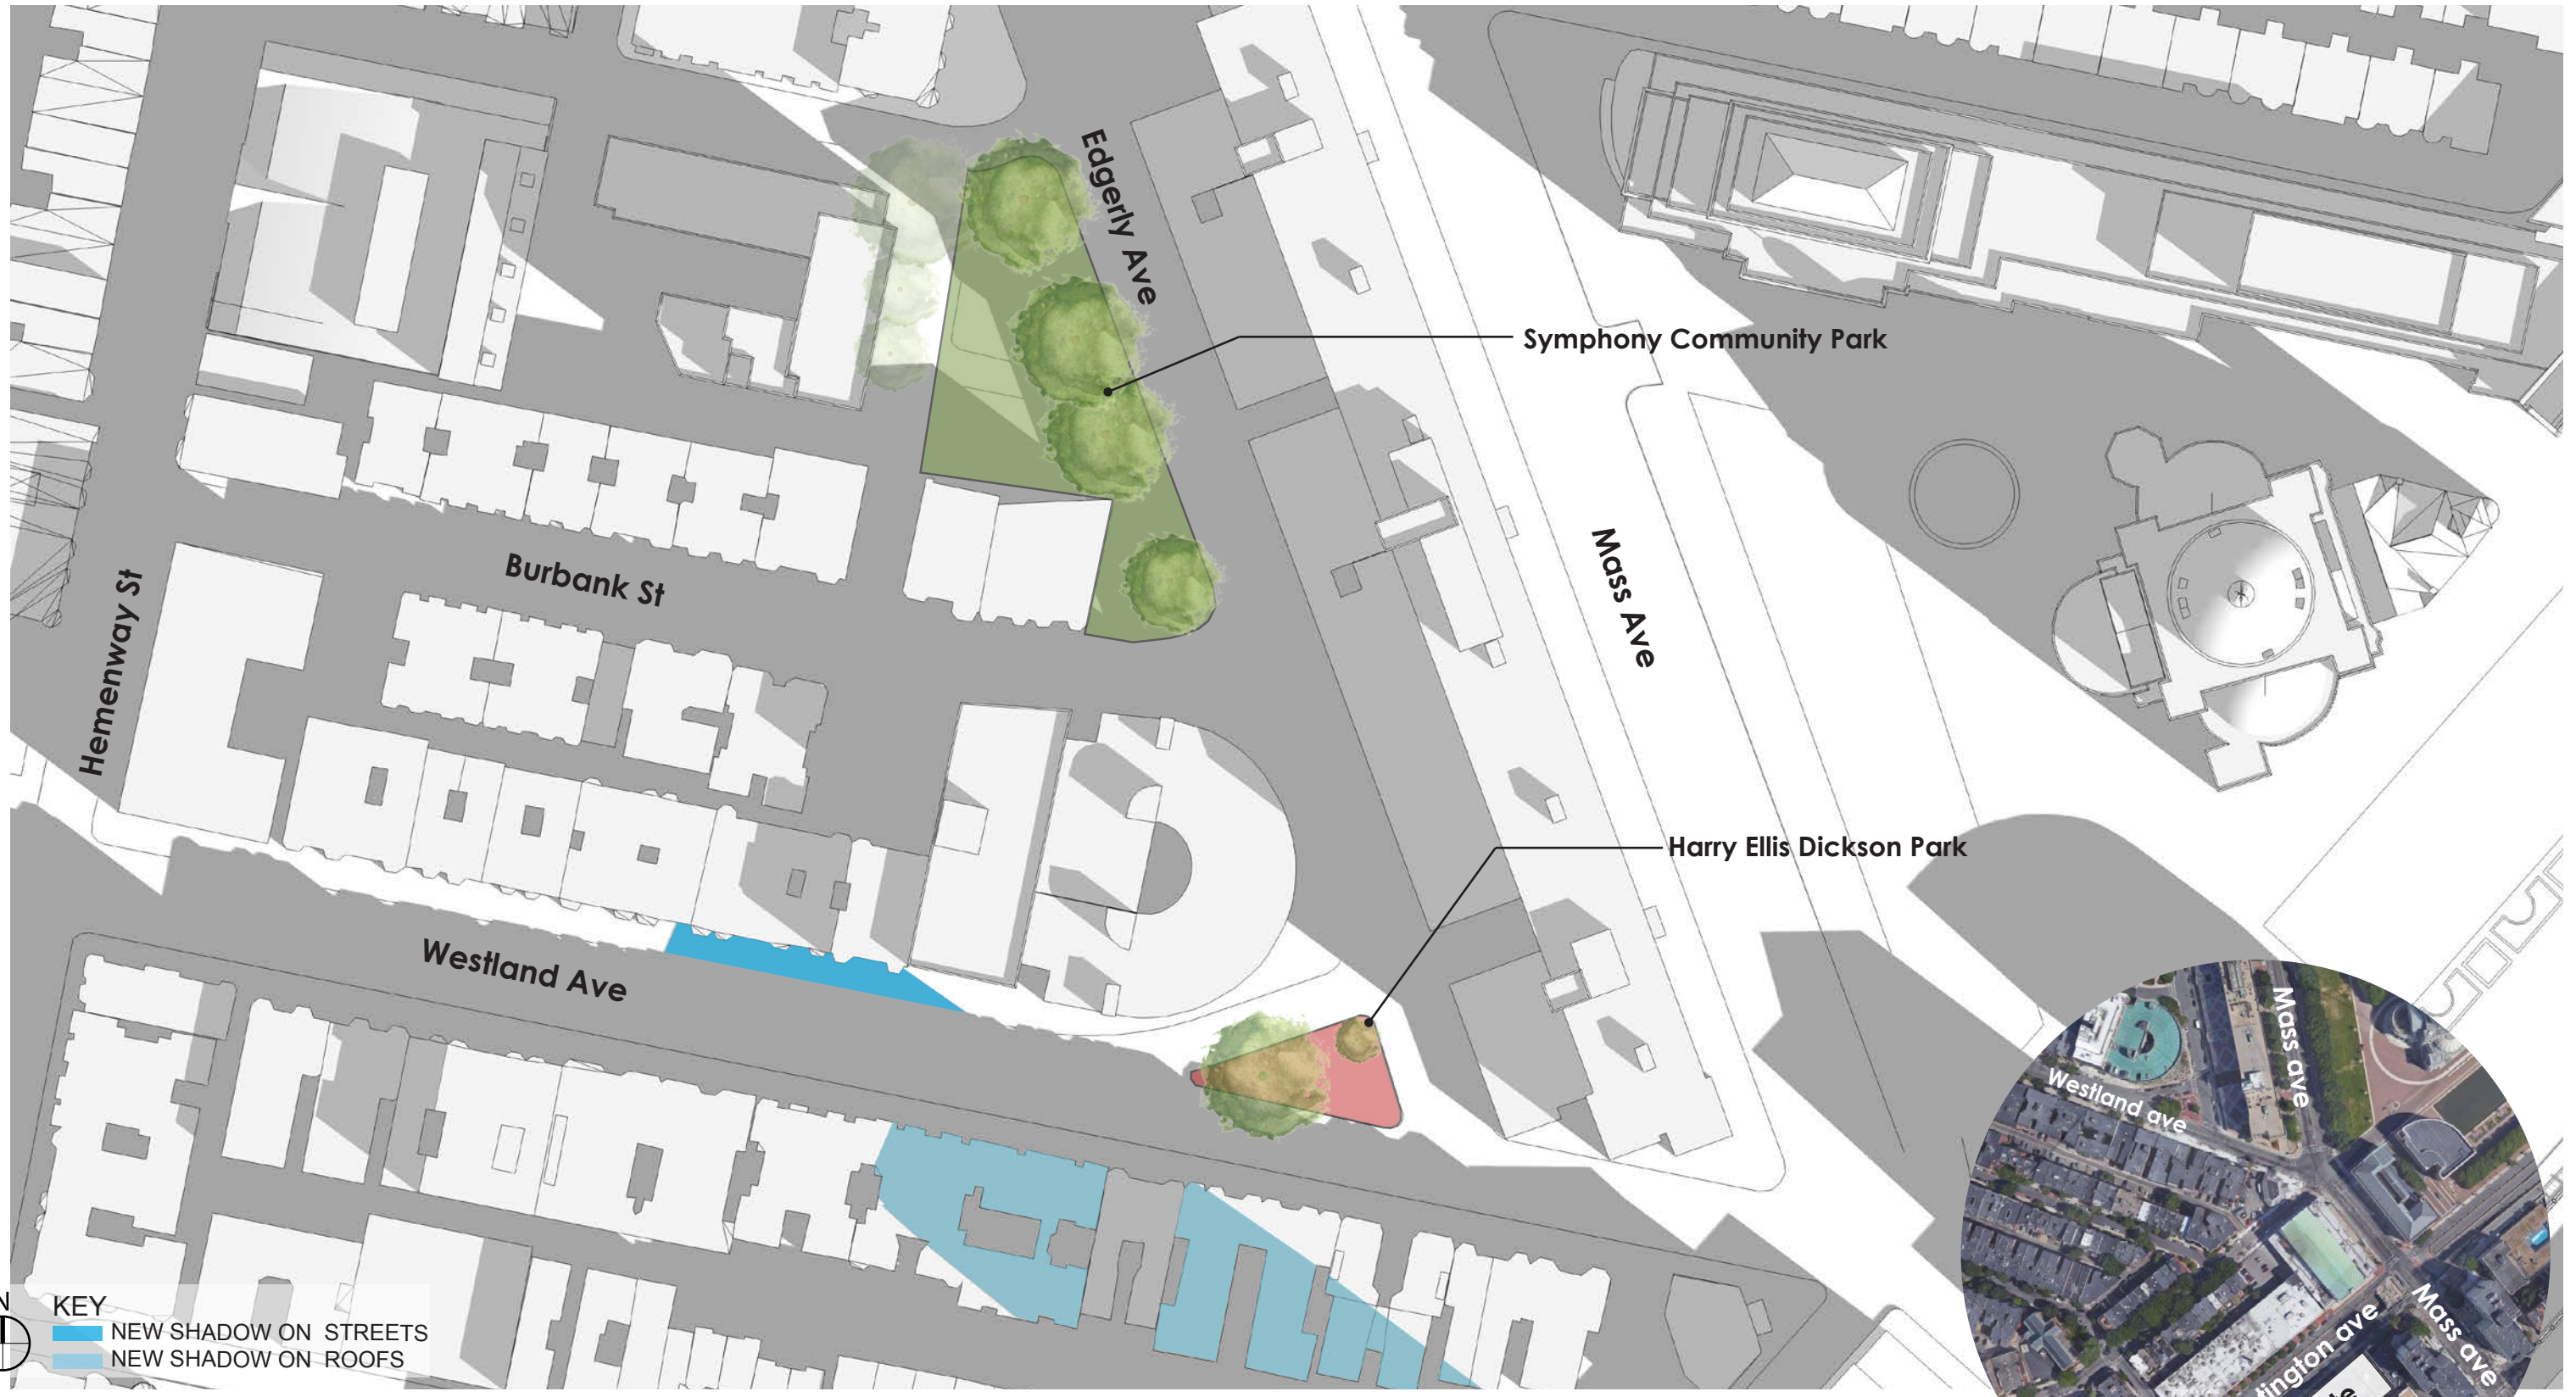 Edgerly Ave
Symphony Community Park
Mass Ave
Burbank St
Hemenway St
Harry Ellis Dickson Park
Westland Ave
Mass ave
Westland ave
Mass ave
tington ave
N
KEY
NEW SHADOW ON STREETS
NEW SHADOW ON ROOFS